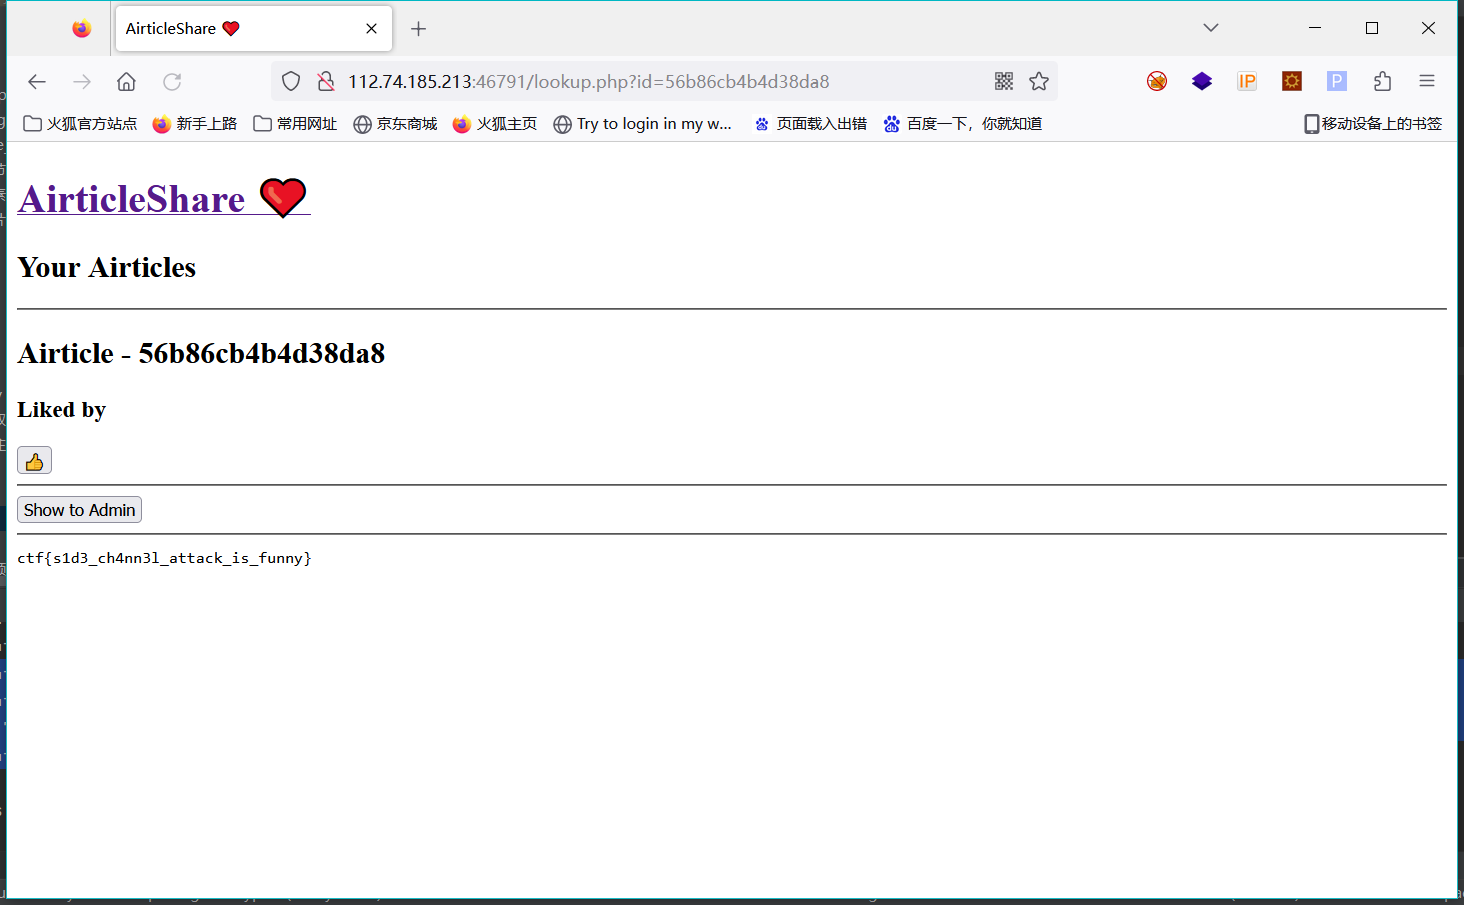 AirticleShare ❤
112.74.185.213:46791/lookup.php?id=56b86cb4b4d38da8
IP
P
火狐官方站点 新手上路 常用网址 京东商城 火狐主页 Try to login in my w... 页面载入出错 百度一下，你就知道 移动设备上的书签
AirticleShare ❤
Your Airticles
Airticle - 56b86cb4b4d38da8
Liked by
👍
Show to Admin
ctf{s1d3_ch4nn3l_attack_is_funny}